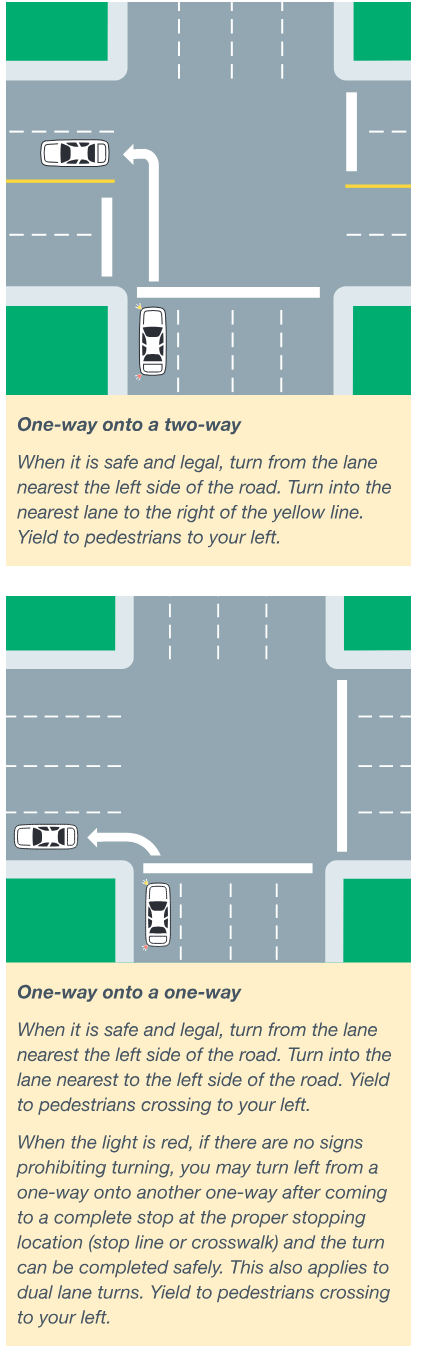 One-way onto a two-way
When it is safe and legal, turn from the lane
nearest the left side of the road. Turn into the
nearest lane to the right of the yellow line.
Yield to pedestrians to your left.
One-way onto a one-way
When it is safe and legal, turn from the lane
nearest the left side of the road. Turn into the
lane nearest to the left side of the road. Yield
to pedestrians crossing to your left.
When the light is red, if there are no signs
prohibiting turning, you may turn left from a
one-way onto another one-way after coming
to a complete stop at the proper stopping
location (stop line or crosswalk) and the turn
can be completed safely. This also applies to
dual lane turns. Yield to pedestrians crossing
to your left.